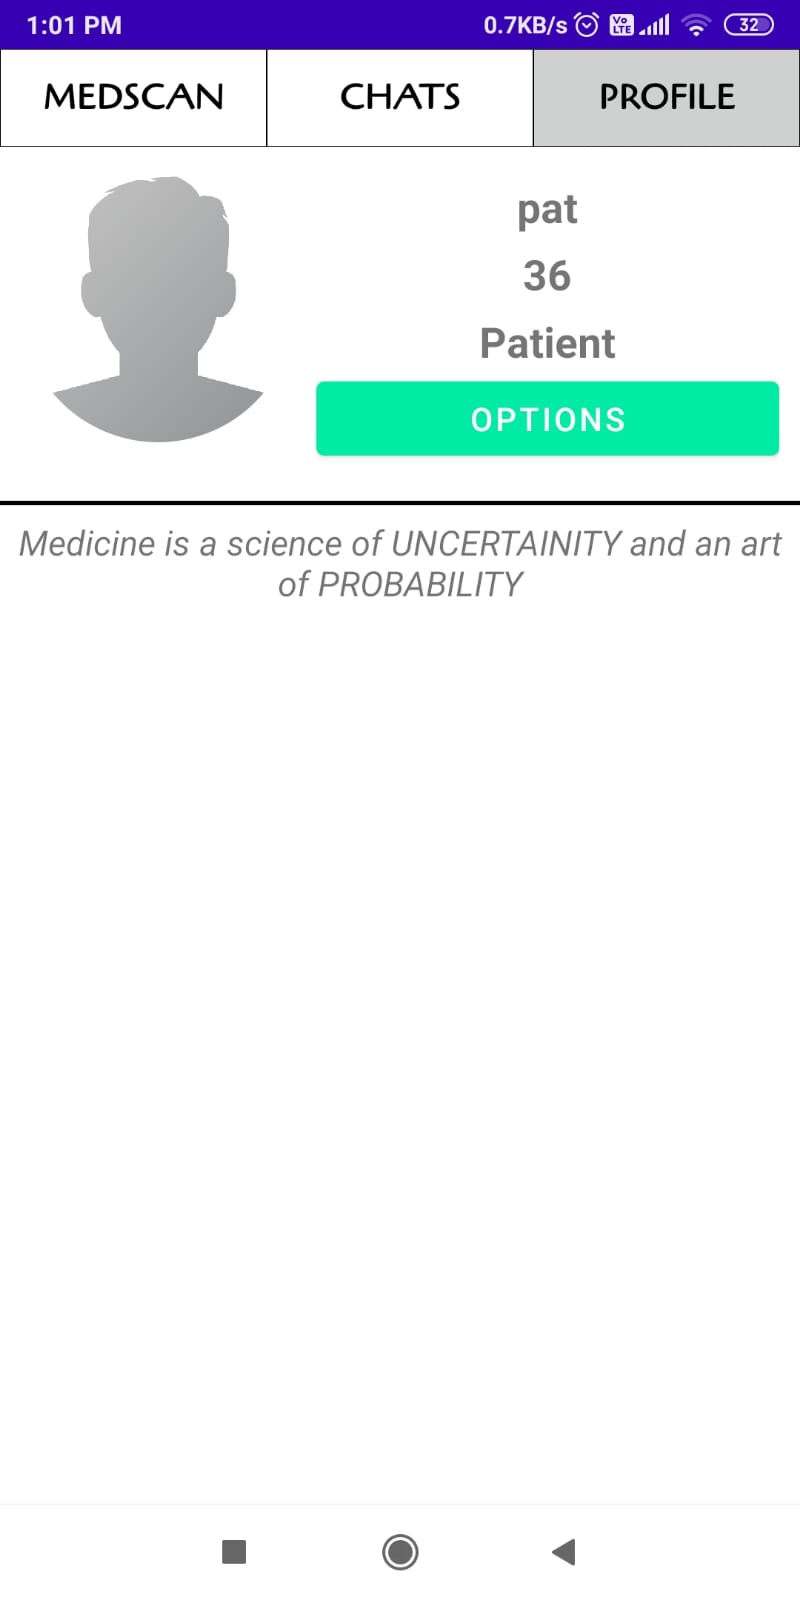 1:01 PM 0.7KB/s Vo LTE 32
MEDSCAN CHATS PROFILE
pat
36
Patient
OPTIONS
Medicine is a science of UNCERTAINITY and an art
of PROBABILITY